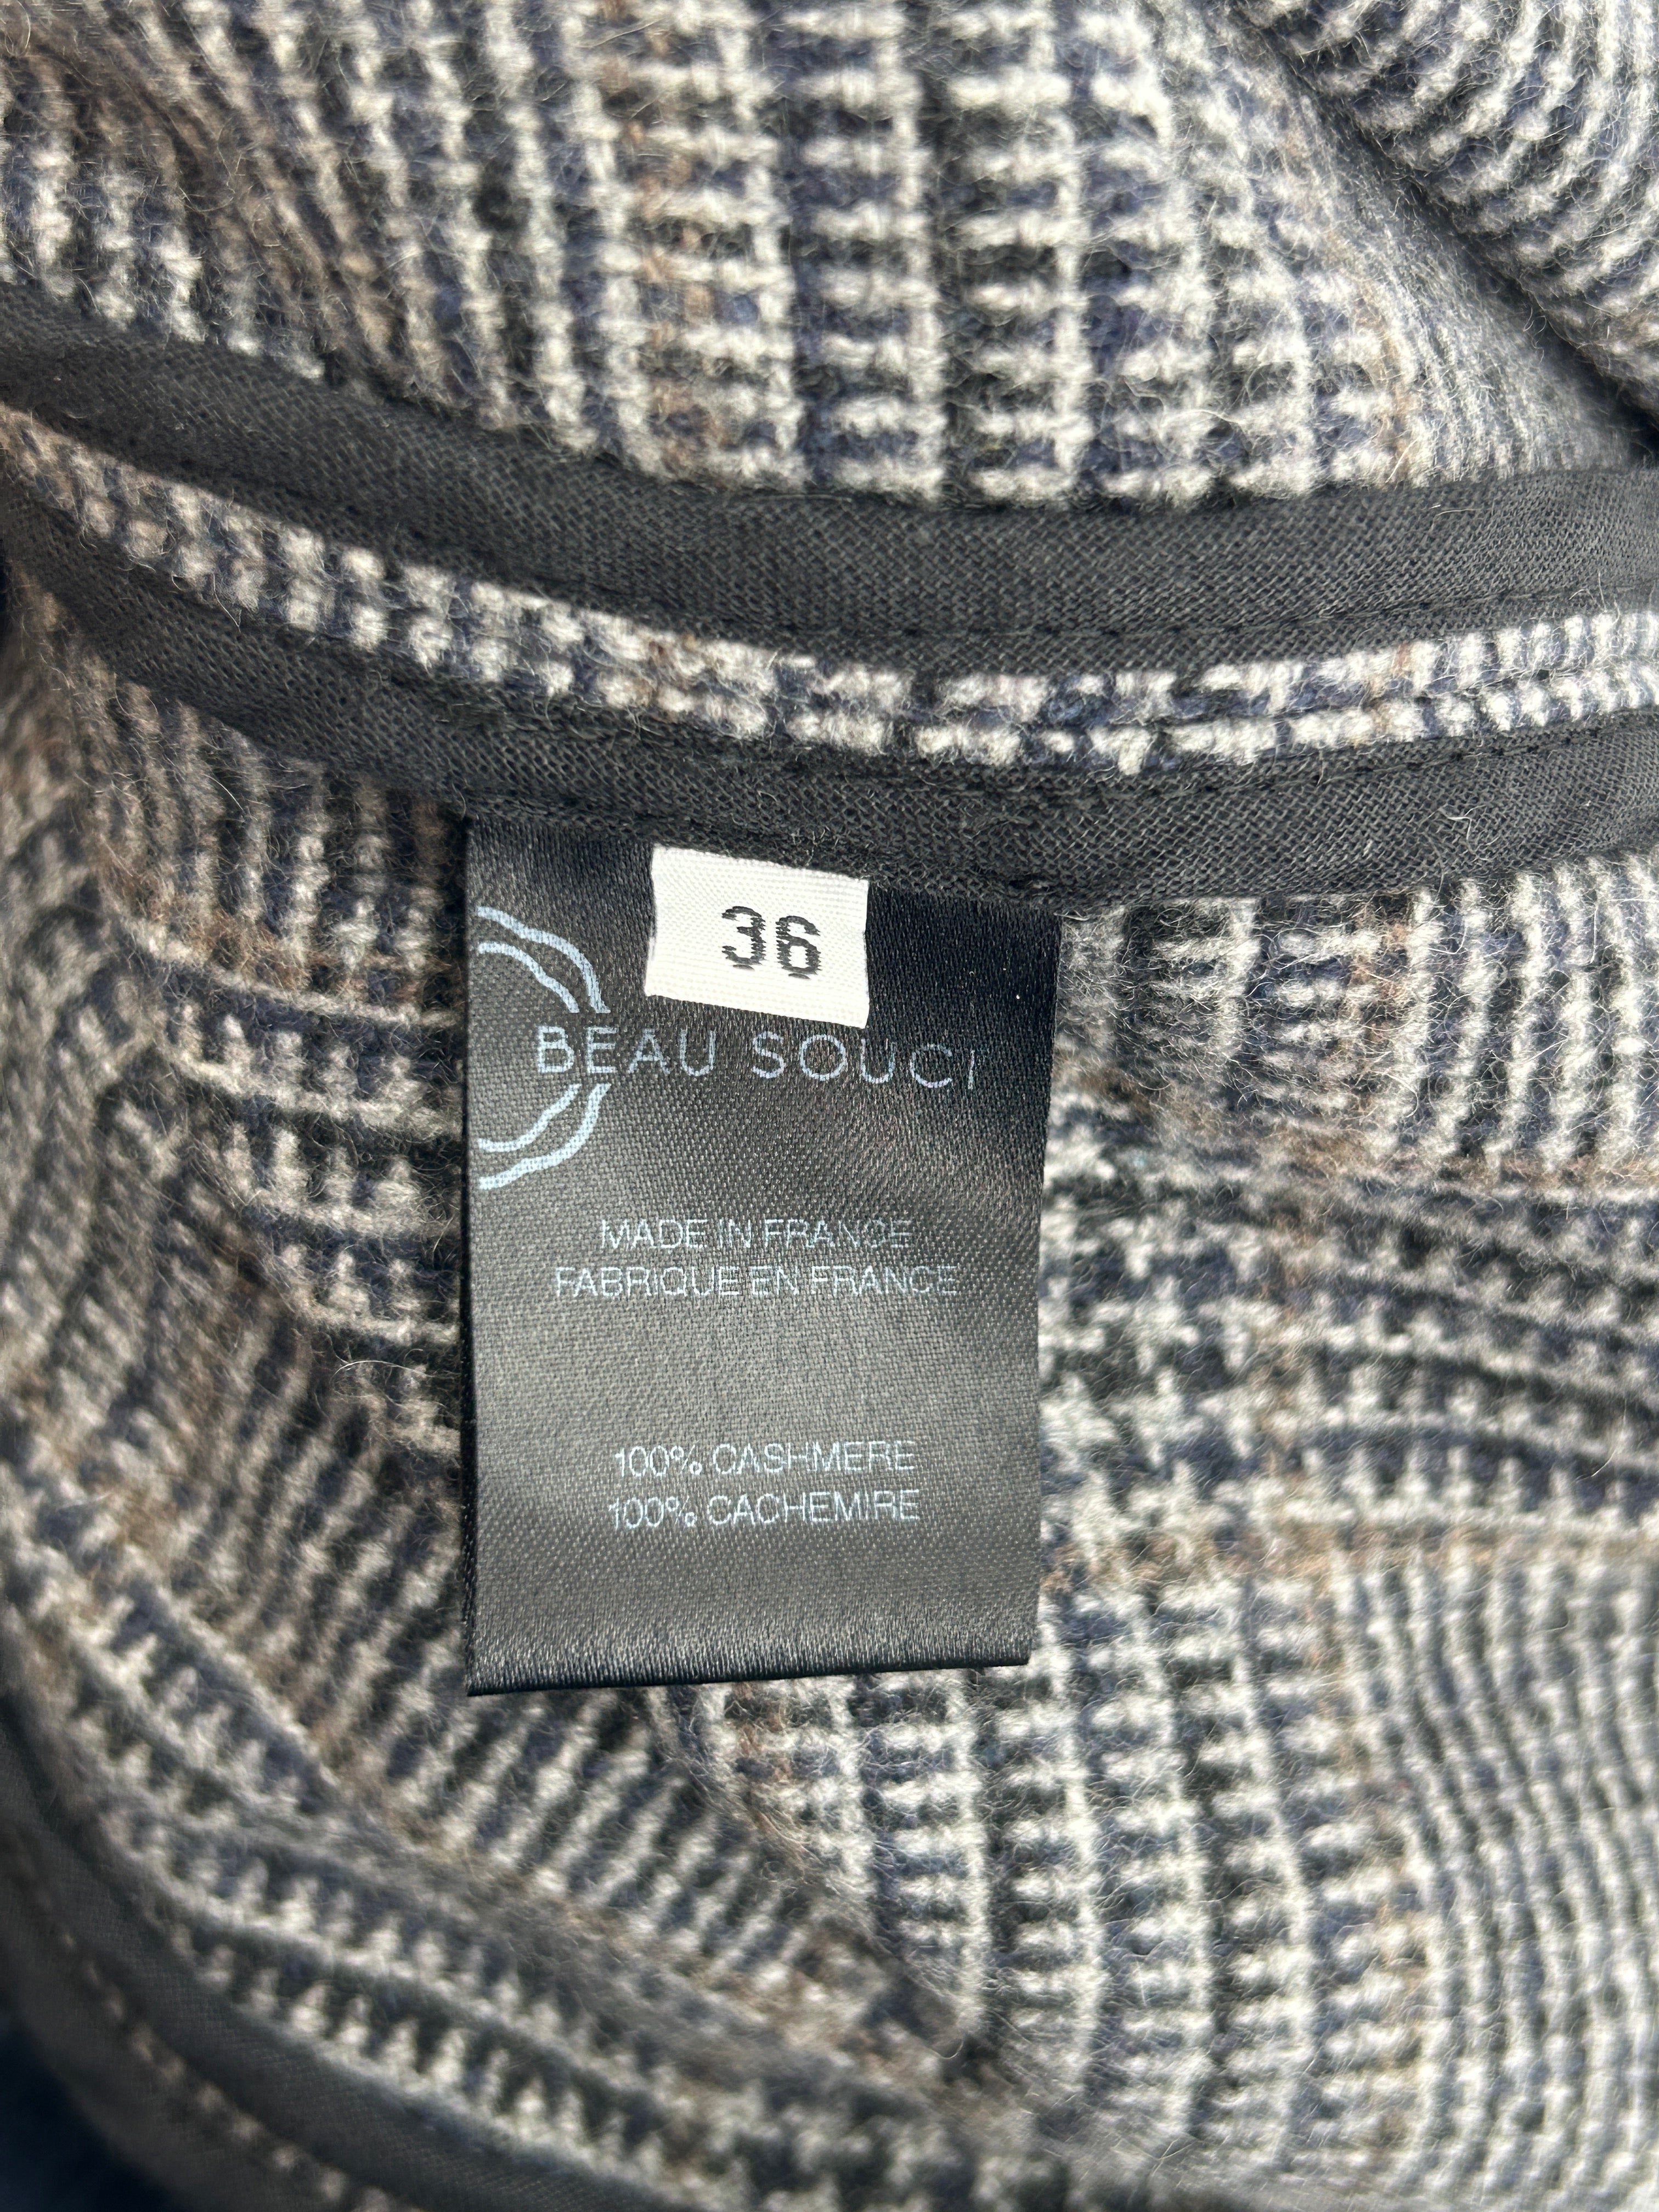 36
BEAU SOUCI
MADE IN FRANCE
FABRIQUE EN FRANCE
100% CASHMERE
100% CACHEMIRE